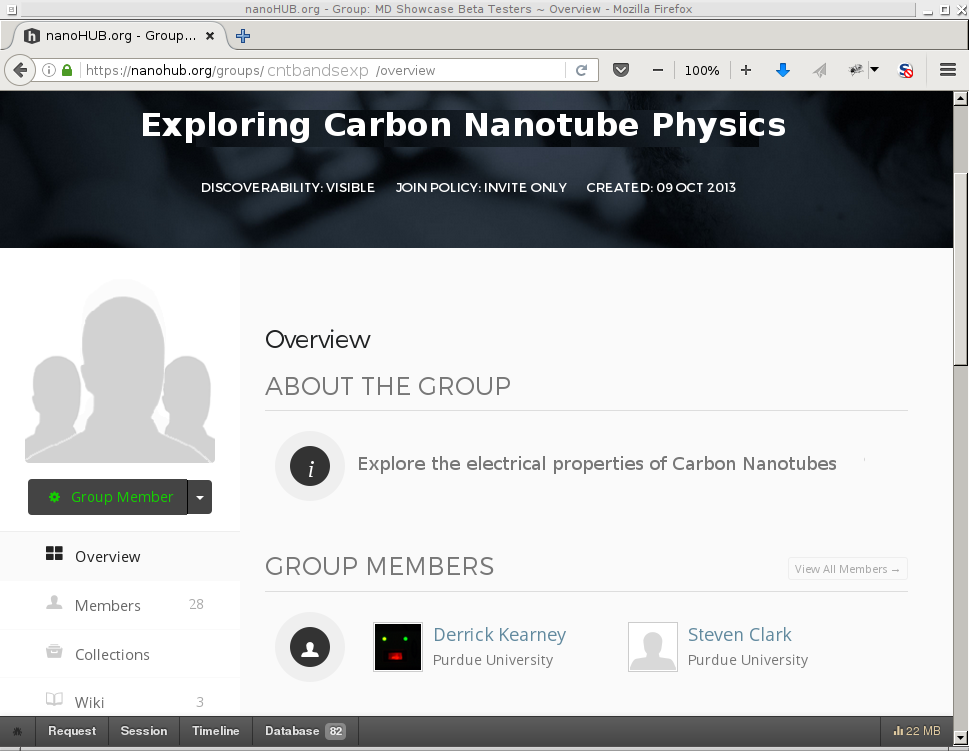 nanoHUB.org - Group: MD Showcase Beta Testers ~ Overview - Mozilla Firefox
nanoHUB.org - Group...
https://nanohub.org/groups/ cntbandsexp /overview
100%
Exploring Carbon Nanotube Physics
DISCOVERABILITY: VISIBLE JOIN POLICY: INVITE ONLY CREATED: 09 OCT 2013
Overview
ABOUT THE GROUP
i
Explore the electrical properties of Carbon Nanotubes
Group Member
Overview
Members 28
Collections
Wiki 3
GROUP MEMBERS
View All Members →
Derrick Kearney
Purdue University
Steven Clark
Purdue University
Request Session Timeline Database 82 22 MB